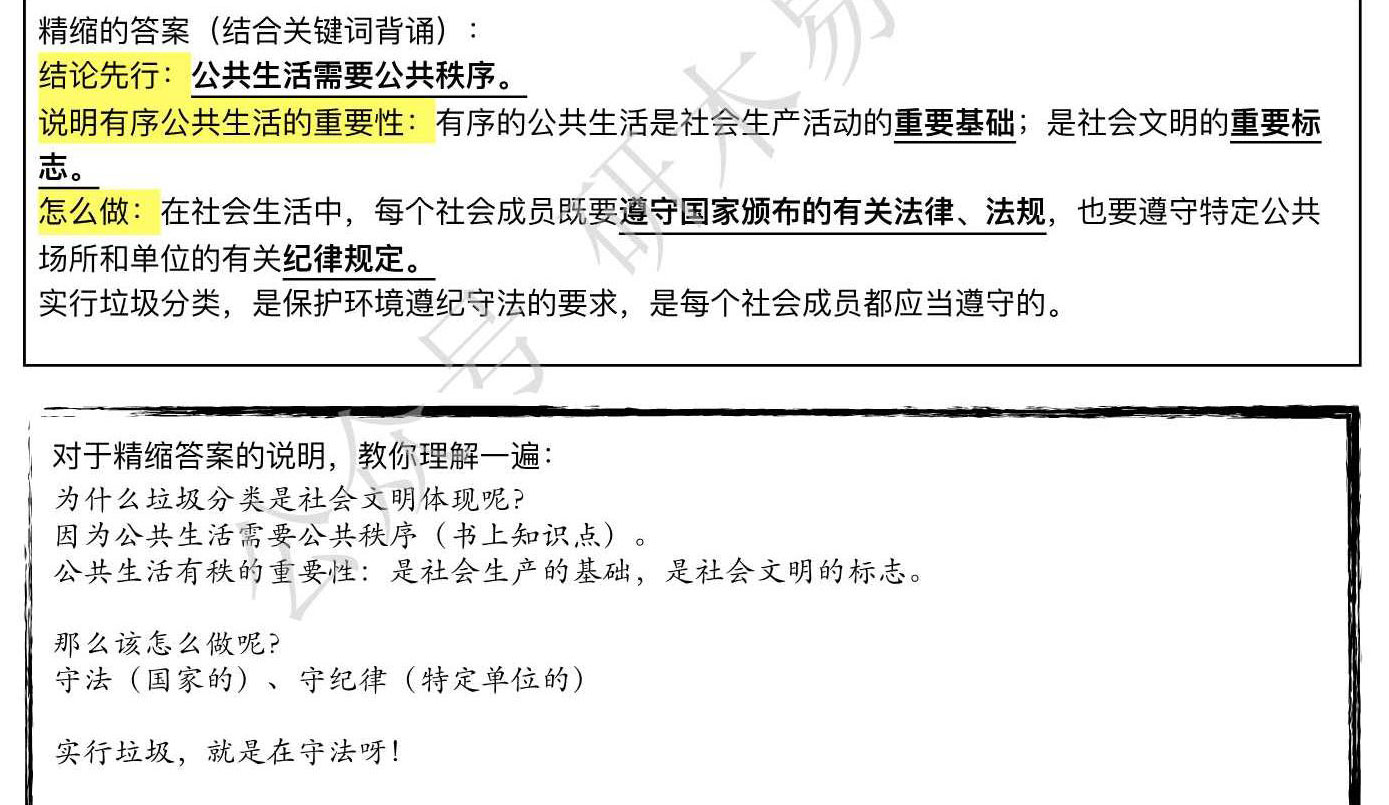 精缩的答案（结合关键词背诵）：
结论先行：公共生活需要公共秩序。
说明有序公共生活的重要性：有序的公共生活是社会生产活动的重要基础；是社会文明的重要标
志。
怎么做：在社会生活中，每个社会成员既要遵守国家颁布的有关法律、法规，也要遵守特定公共
场所和单位的有关纪律规定。
实行垃圾分类，是保护环境遵纪守法的要求，是每个社会成员都应当遵守的。
对于精缩答案的说明，教你理解一遍：
为什么垃圾分类是社会文明体现呢？
因为公共生活需要公共秩序（书上知识点）。
公共生活有秩的重要性：是社会生产的基础，是社会文明的标志。
那么该怎么做呢？
守法（国家的）、守纪律（特定单位的）
实行垃圾，就是在守法呀！
公众号 研木易